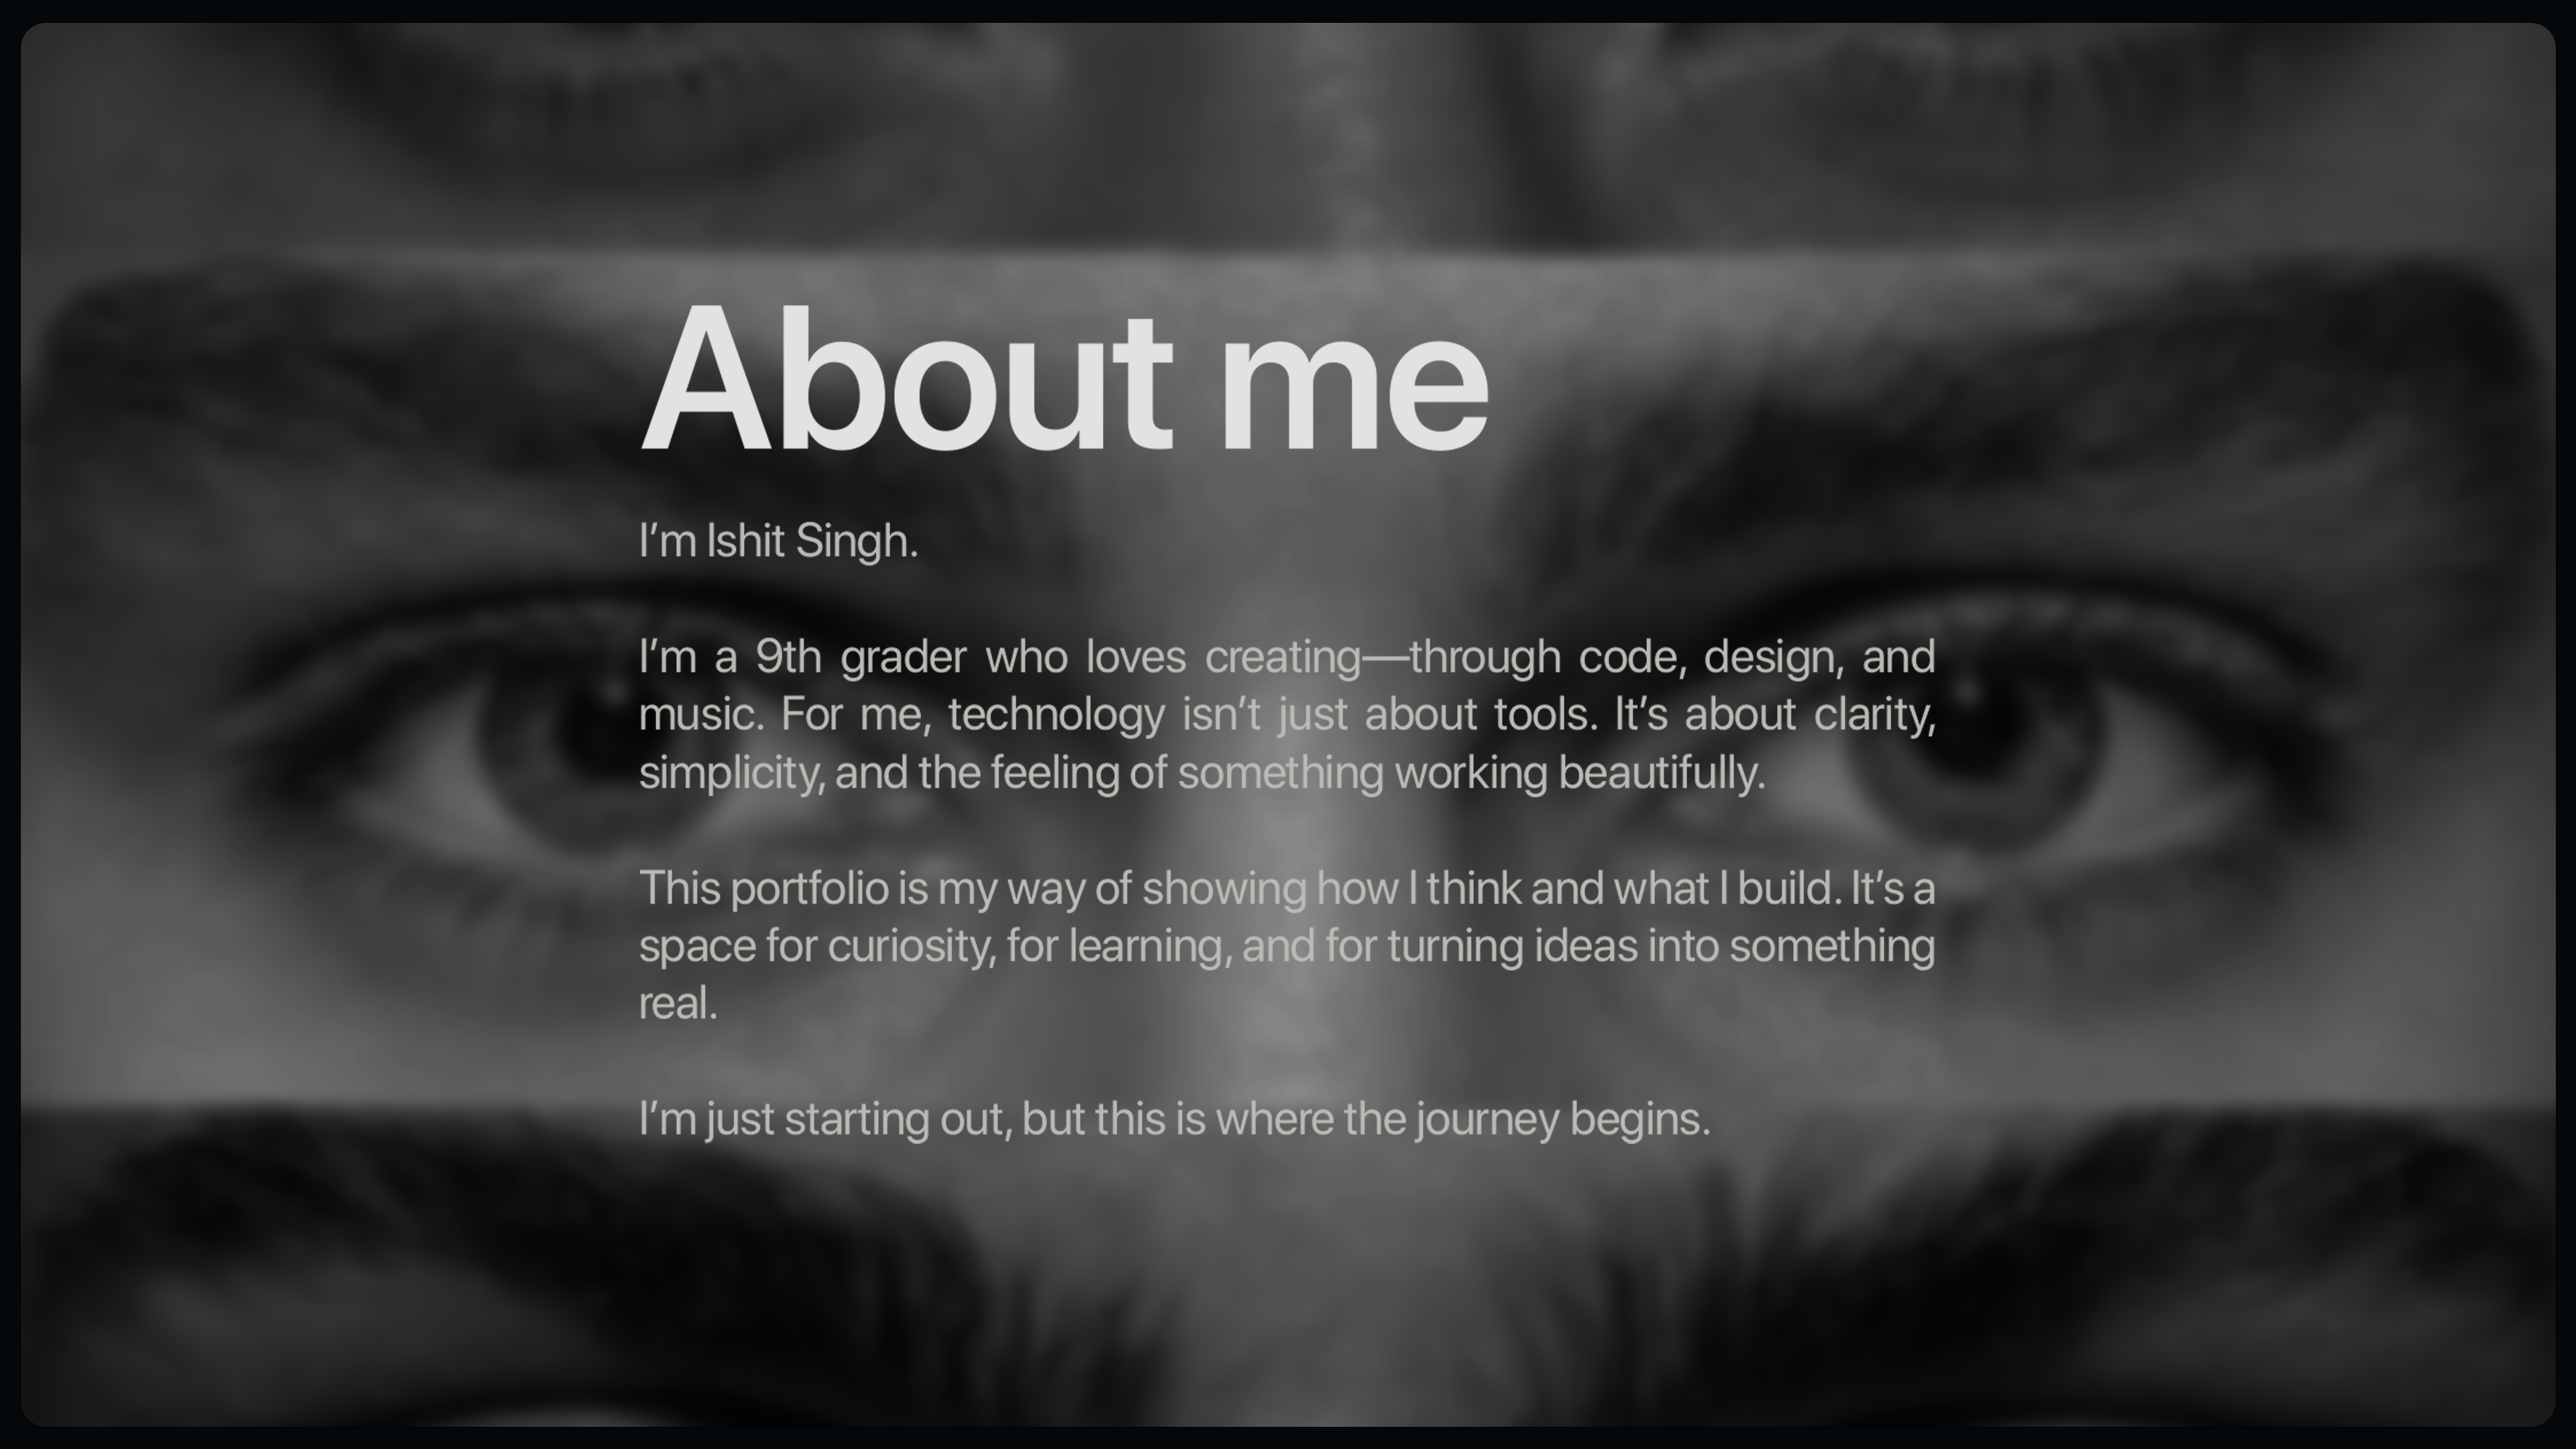 About me
I’m Ishit Singh.
I’m a 9th grader who loves creating—through code, design, and
music. For me, technology isn’t just about tools. It’s about clarity,
simplicity, and the feeling of something working beautifully.
This portfolio is my way of showing how I think and what I build. It’s a
space for curiosity, for learning, and for turning ideas into something
real.
I’m just starting out, but this is where the journey begins.